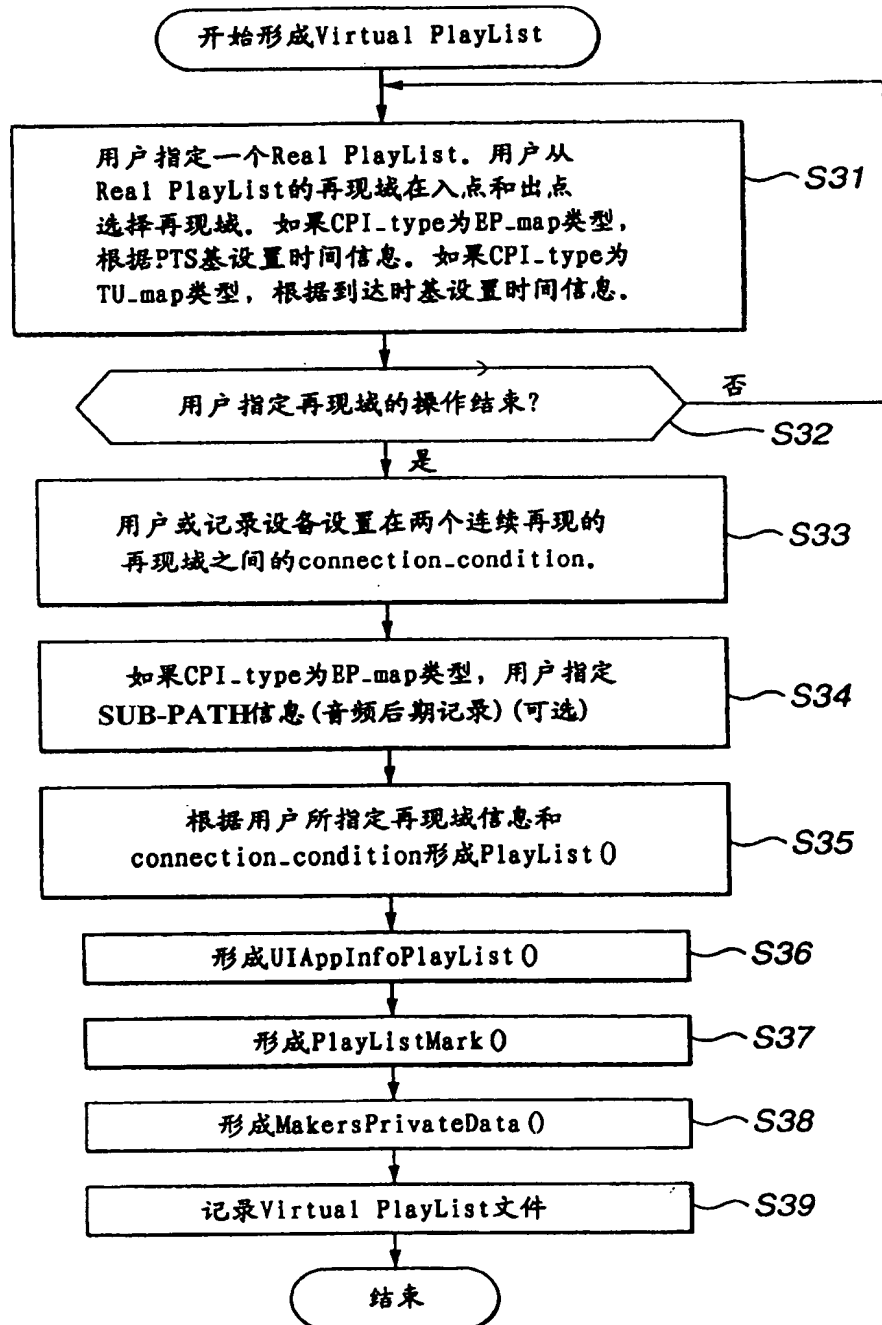 开始形成Virtual PlayList
用户指定一个Real PlayList。用户从
Real PlayList的再现域在入点和出点
选择再现域。如果CPI_type为EP_map类型，
根据PTS基设置时间信息。如果CPI_type为
TU_map类型，根据到达时基设置时间信息。
S31
用户指定再现域的操作结束?
否
S32
是
用户或记录设备设置在两个连续再现的
再现域之间的connection_condition.
S33
如果CPI_type为EP_map类型，用户指定
SUB-PATH信息(音频后期记录)(可选)
S34
根据用户所指定再现域信息和
connection_condition形成PlayList()
S35
形成UIAppInfoPlayList()
S36
形成PlayListMark()
S37
形成MakersPrivateData()
S38
记录Virtual PlayList文件
S39
结束